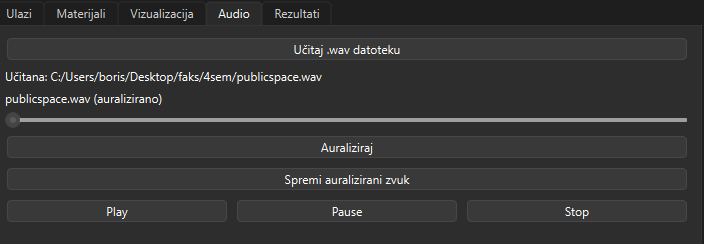 Ulazi Materijali Vizualizacija Audio Rezultati
Učitaj .wav datoteku
Učitana: C:/Users/boris/Desktop/faks/4sem/publicspace.wav
publicspace.wav (auralizirano)
Auraliziraj
Spremi auralizirani zvuk
Play Pause Stop